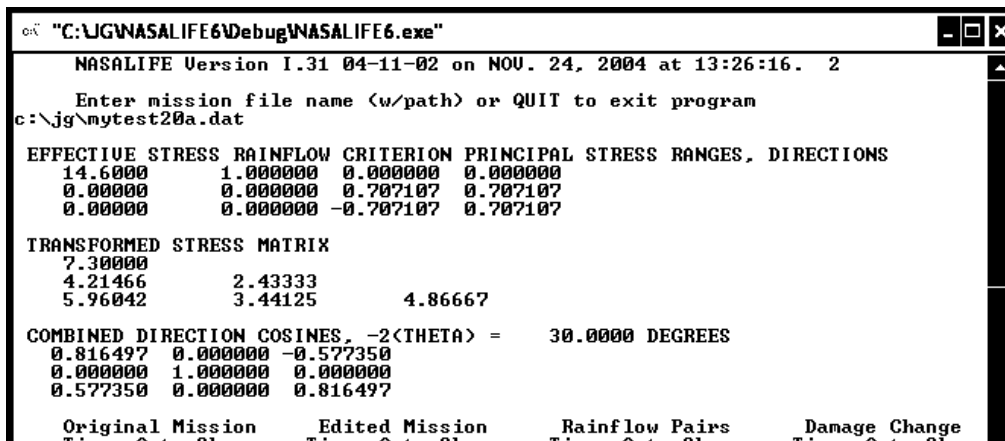 "C:\JG\NASALIFE6\Debug\NASALIFE6.exe"
NASALIFE Version I.31 04-11-02 on NOV. 24, 2004 at 13:26:16. 2
Enter mission file name (w/path) or QUIT to exit program
c:\jg\mytest20a.dat
EFFECTIVE STRESS RAINFLOW CRITERION PRINCIPAL STRESS RANGES, DIRECTIONS
14.6000 1.000000 0.000000 0.000000
0.00000 0.000000 0.707107 0.707107
0.00000 0.000000 -0.707107 0.707107
TRANSFORMED STRESS MATRIX
7.30000
4.21466 2.43333
5.96042 3.44125 4.86667
COMBINED DIRECTION COSINES, -2(THETA) = 30.0000 DEGREES
0.816497 0.000000 -0.577350
0.000000 1.000000 0.000000
0.577350 0.000000 0.816497
Original Mission Edited Mission Rainflow Pairs Damage Change